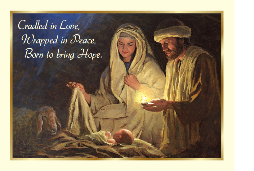 Cradled in Love,
Wrapped in Peace,
Born to bring Hope.